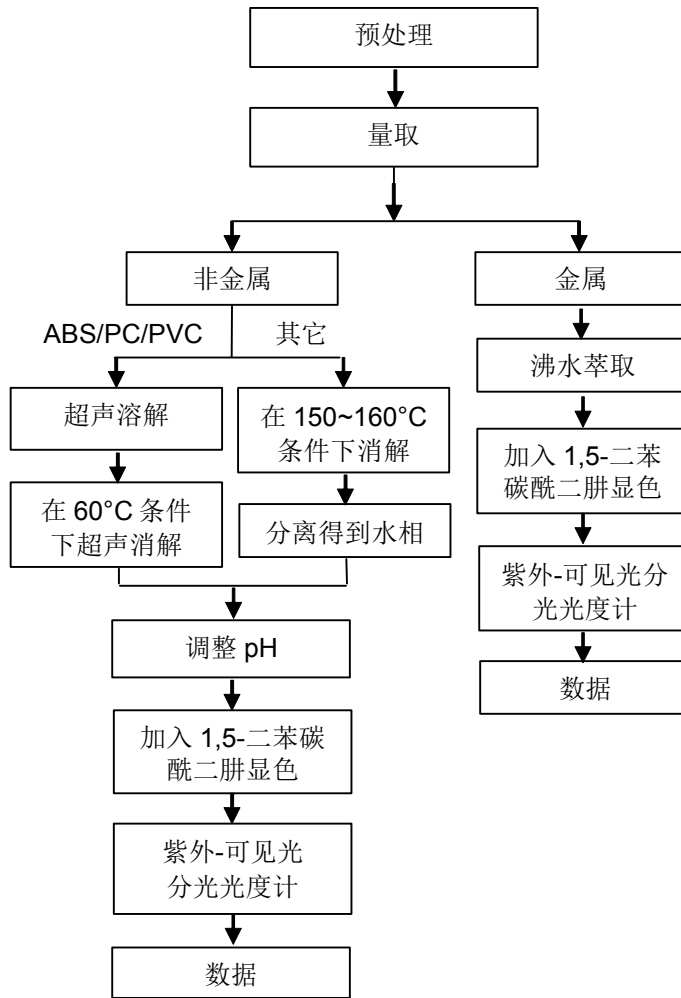 预处理
量取
非金属
金属
ABS/PC/PVC
其它
超声溶解
在 60°C 条件
下超声消解
在 150~160°C
条件下消解
分离得到水相
调整 pH
加入 1,5-二苯碳
酰二肼显色
紫外-可见光
分光光度计
数据
沸水萃取
加入 1,5-二苯
碳酰二肼显色
紫外-可见光分
光光度计
数据